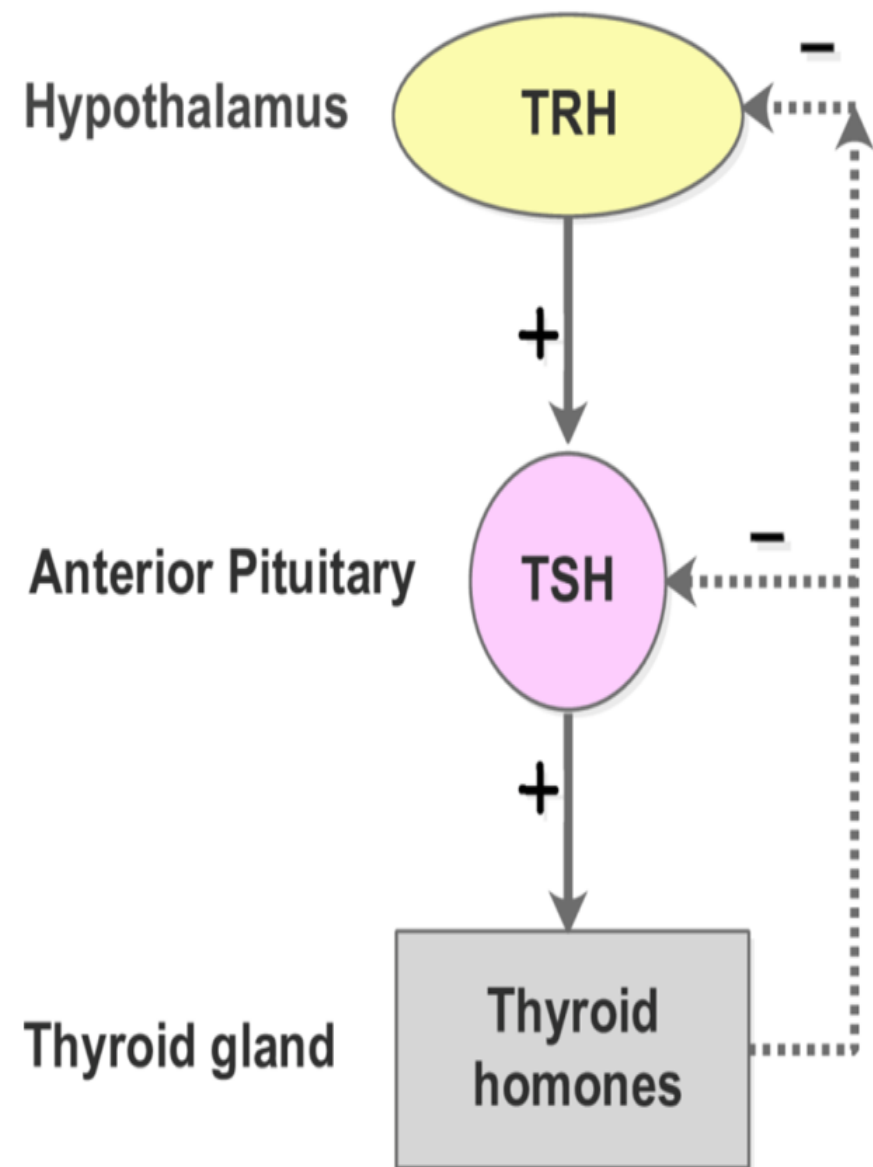 Hypothalamus
TRH
−
+
Anterior Pituitary
TSH
−
+
Thyroid gland
Thyroid
homones